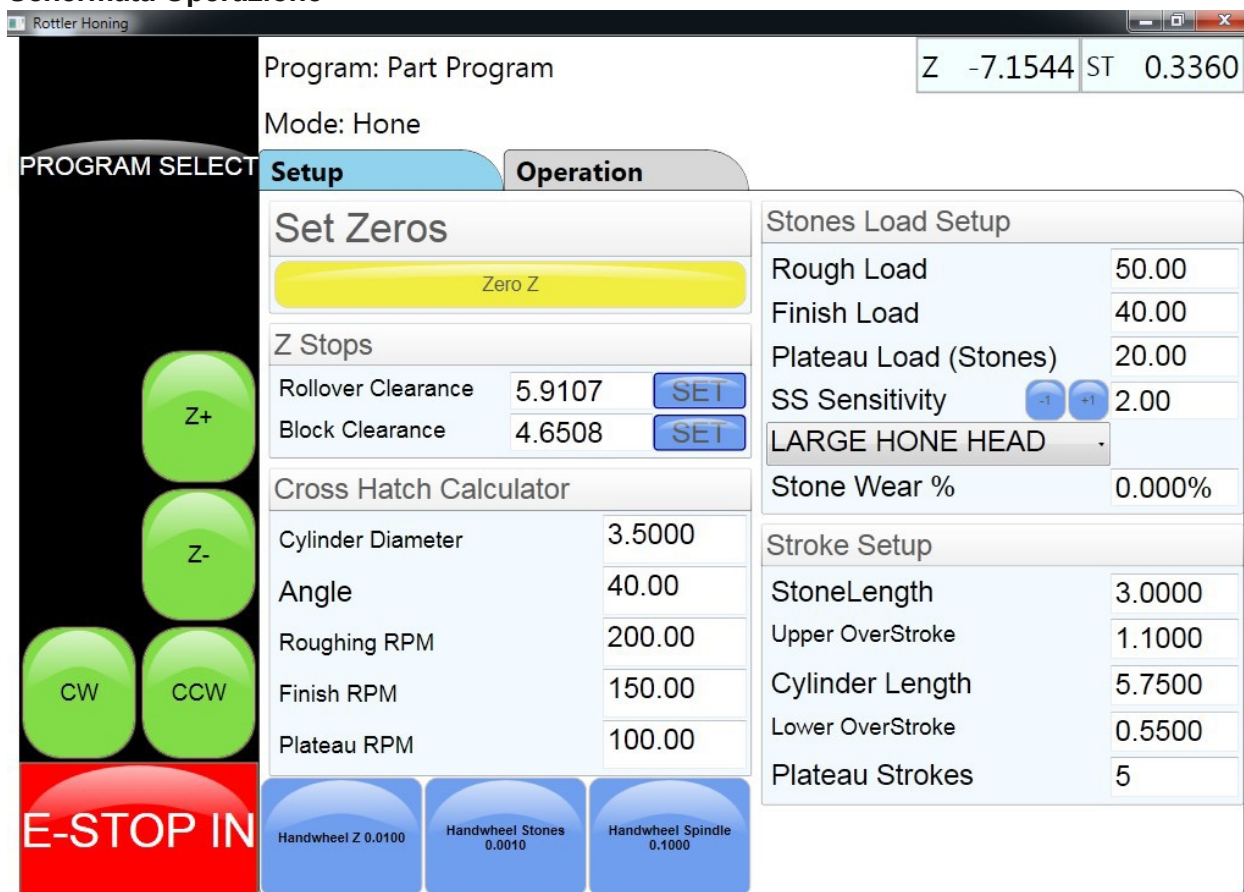 Rottler Honing
Program: Part Program
Z -7.1544 ST 0.3360
Mode: Hone
PROGRAM SELECT
Setup
Operation
Set Zeros
Zero Z
Z Stops
Rollover Clearance 5.9107 SET
Block Clearance 4.6508 SET
Cross Hatch Calculator
Cylinder Diameter 3.5000
Angle 40.00
Roughing RPM 200.00
Finish RPM 150.00
Plateau RPM 100.00
Stones Load Setup
Rough Load 50.00
Finish Load 40.00
Plateau Load (Stones) 20.00
SS Sensitivity -1 +1 2.00
LARGE HONE HEAD
Stone Wear % 0.000%
Stroke Setup
StoneLength 3.0000
Upper OverStroke 1.1000
Cylinder Length 5.7500
Lower OverStroke 0.5500
Plateau Strokes 5
Z+
Z-
CW
CCW
E-STOP IN
Handwheel Z 0.0100
Handwheel Stones
0.0010
Handwheel Spindle
0.1000